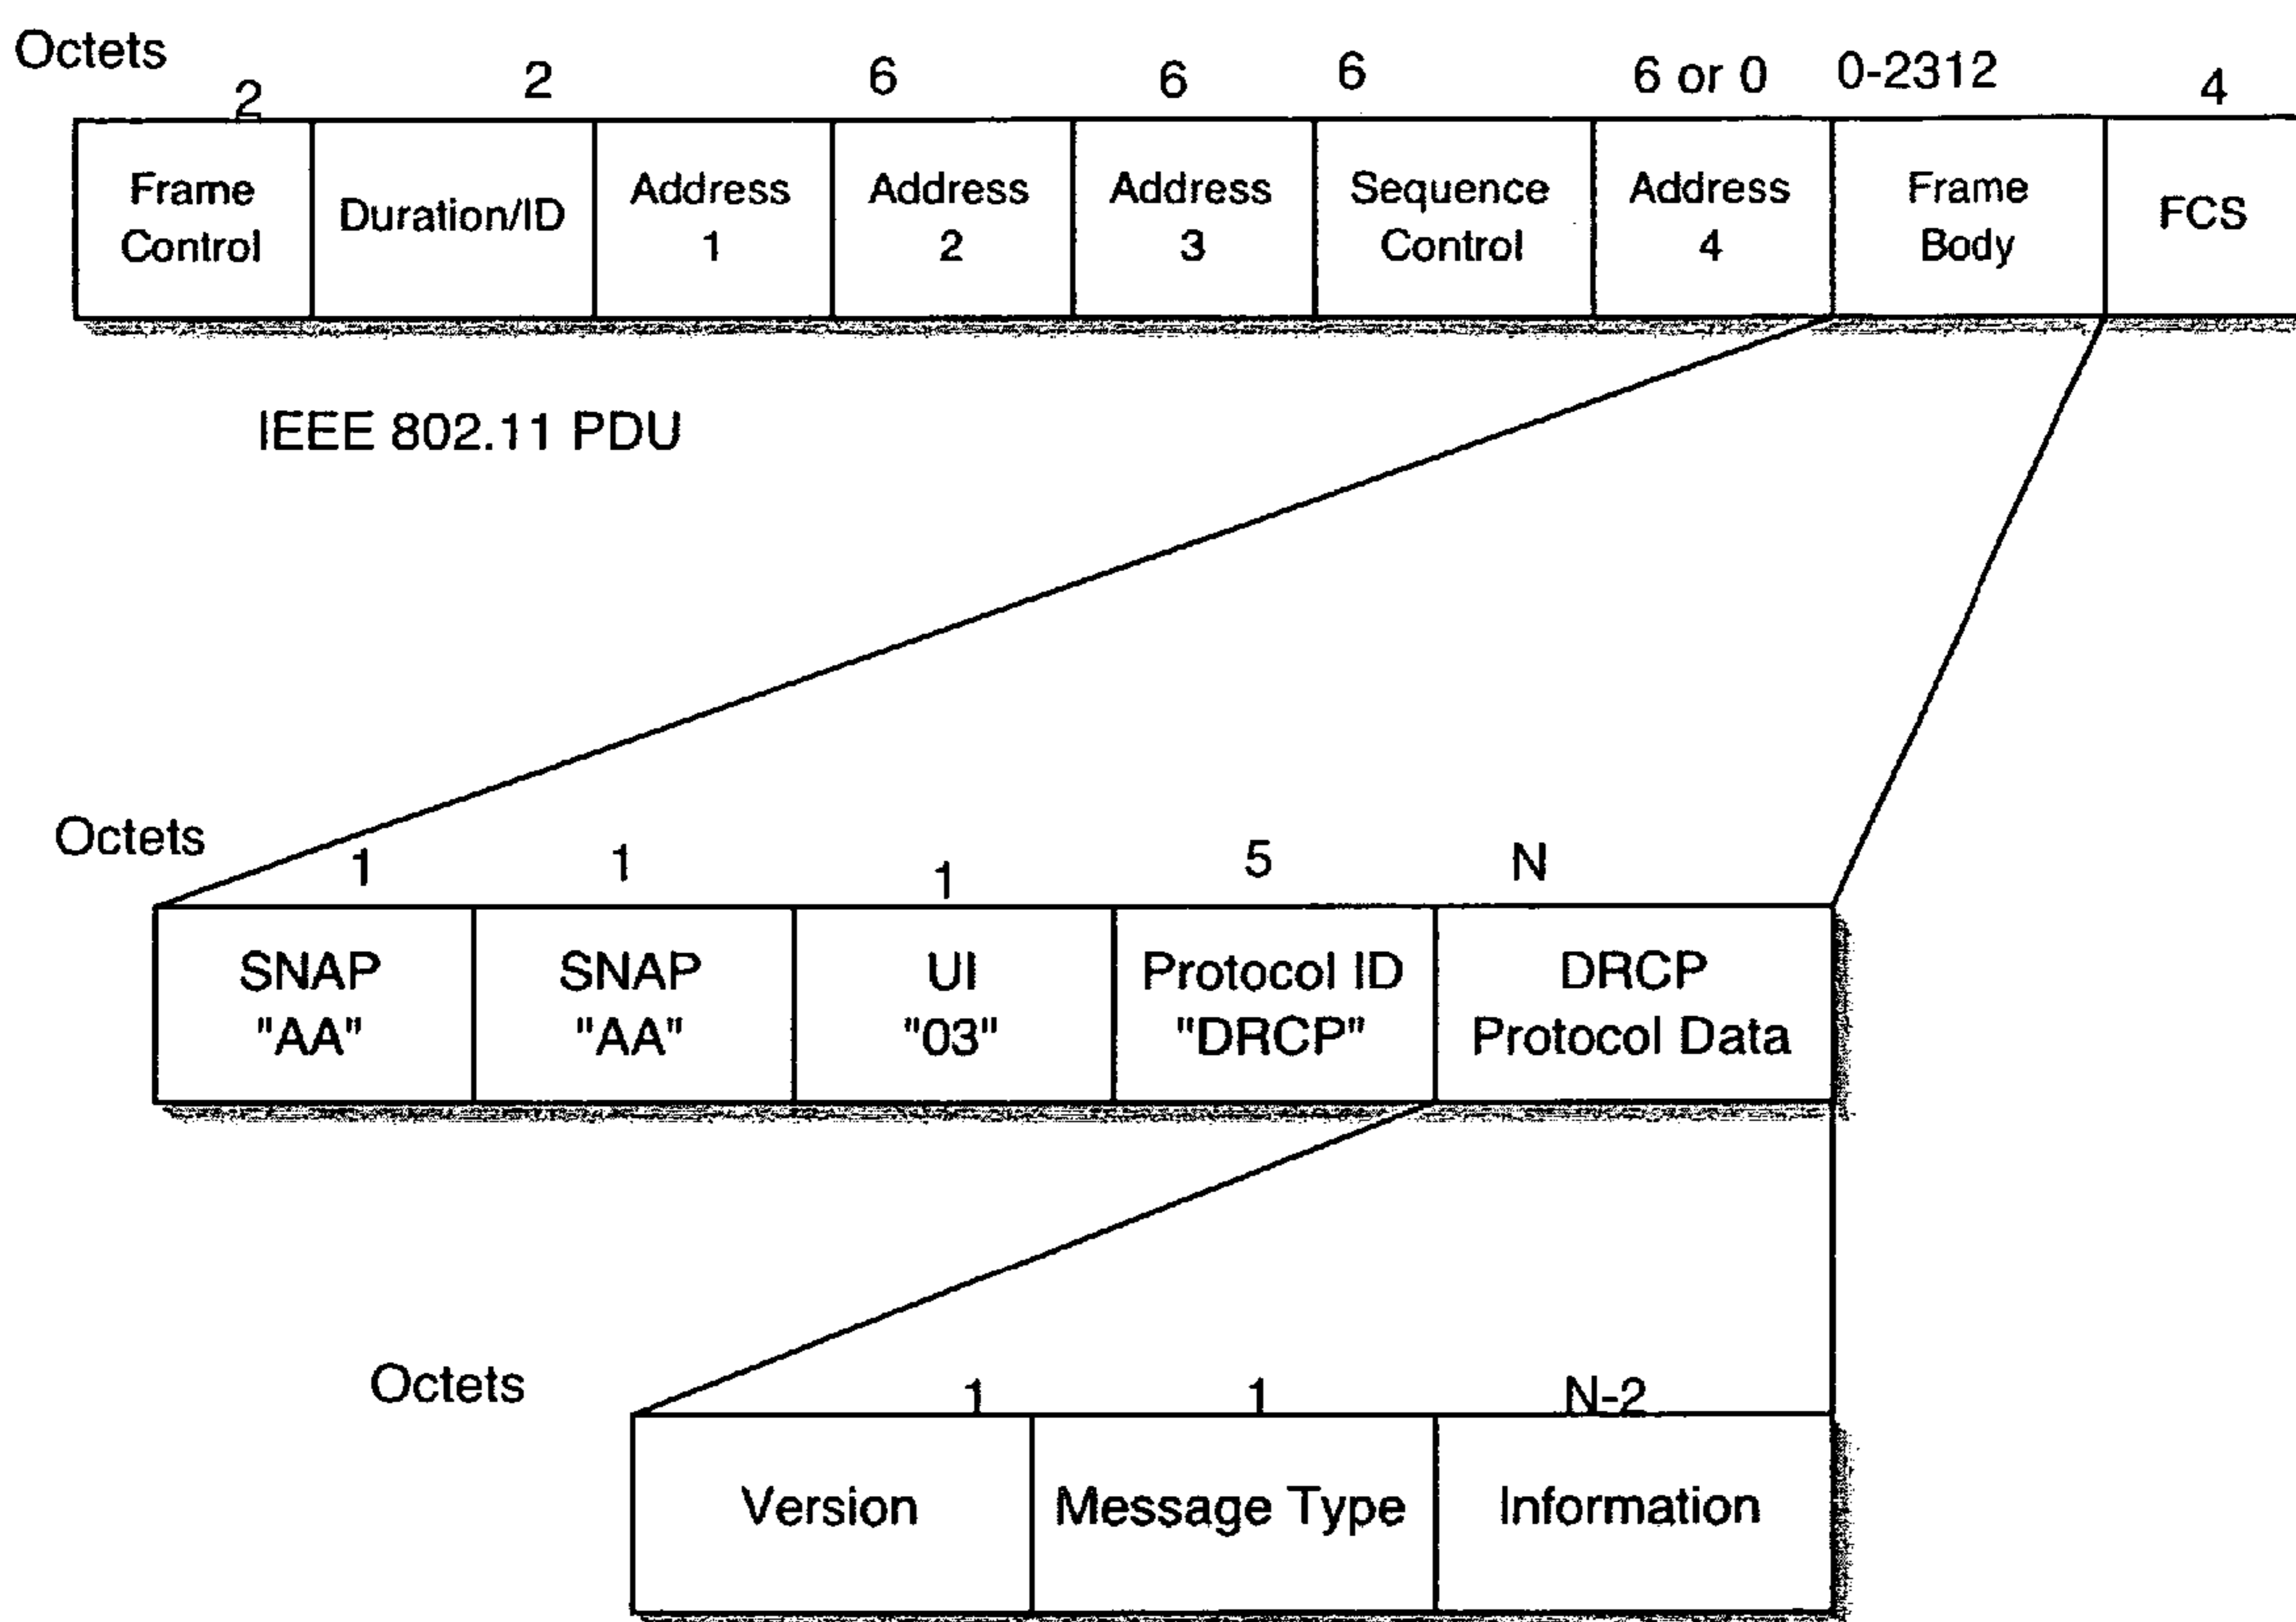 Octets
2 2 6 6 6 6 or 0 0-2312 4
Frame Control
Duration/ID
Address 1
Address 2
Address 3
Sequence Control
Address 4
Frame Body
FCS
IEEE 802.11 PDU
Octets
1 1 1 5 N
SNAP "AA"
SNAP "AA"
UI "03"
Protocol ID "DRCP"
DRCP Protocol Data
Octets
1 1 N-2
Version
Message Type
Information